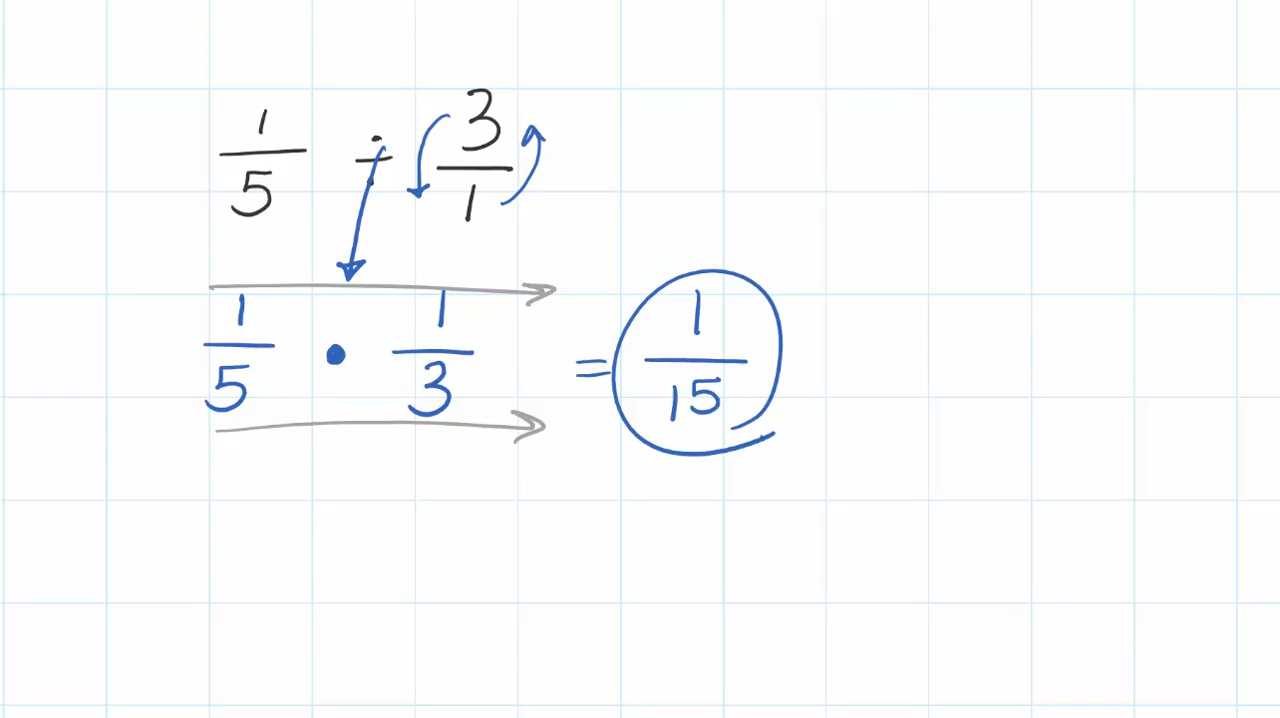 1/5 ÷ 3/1
1/5 • 1/3 = 1/15